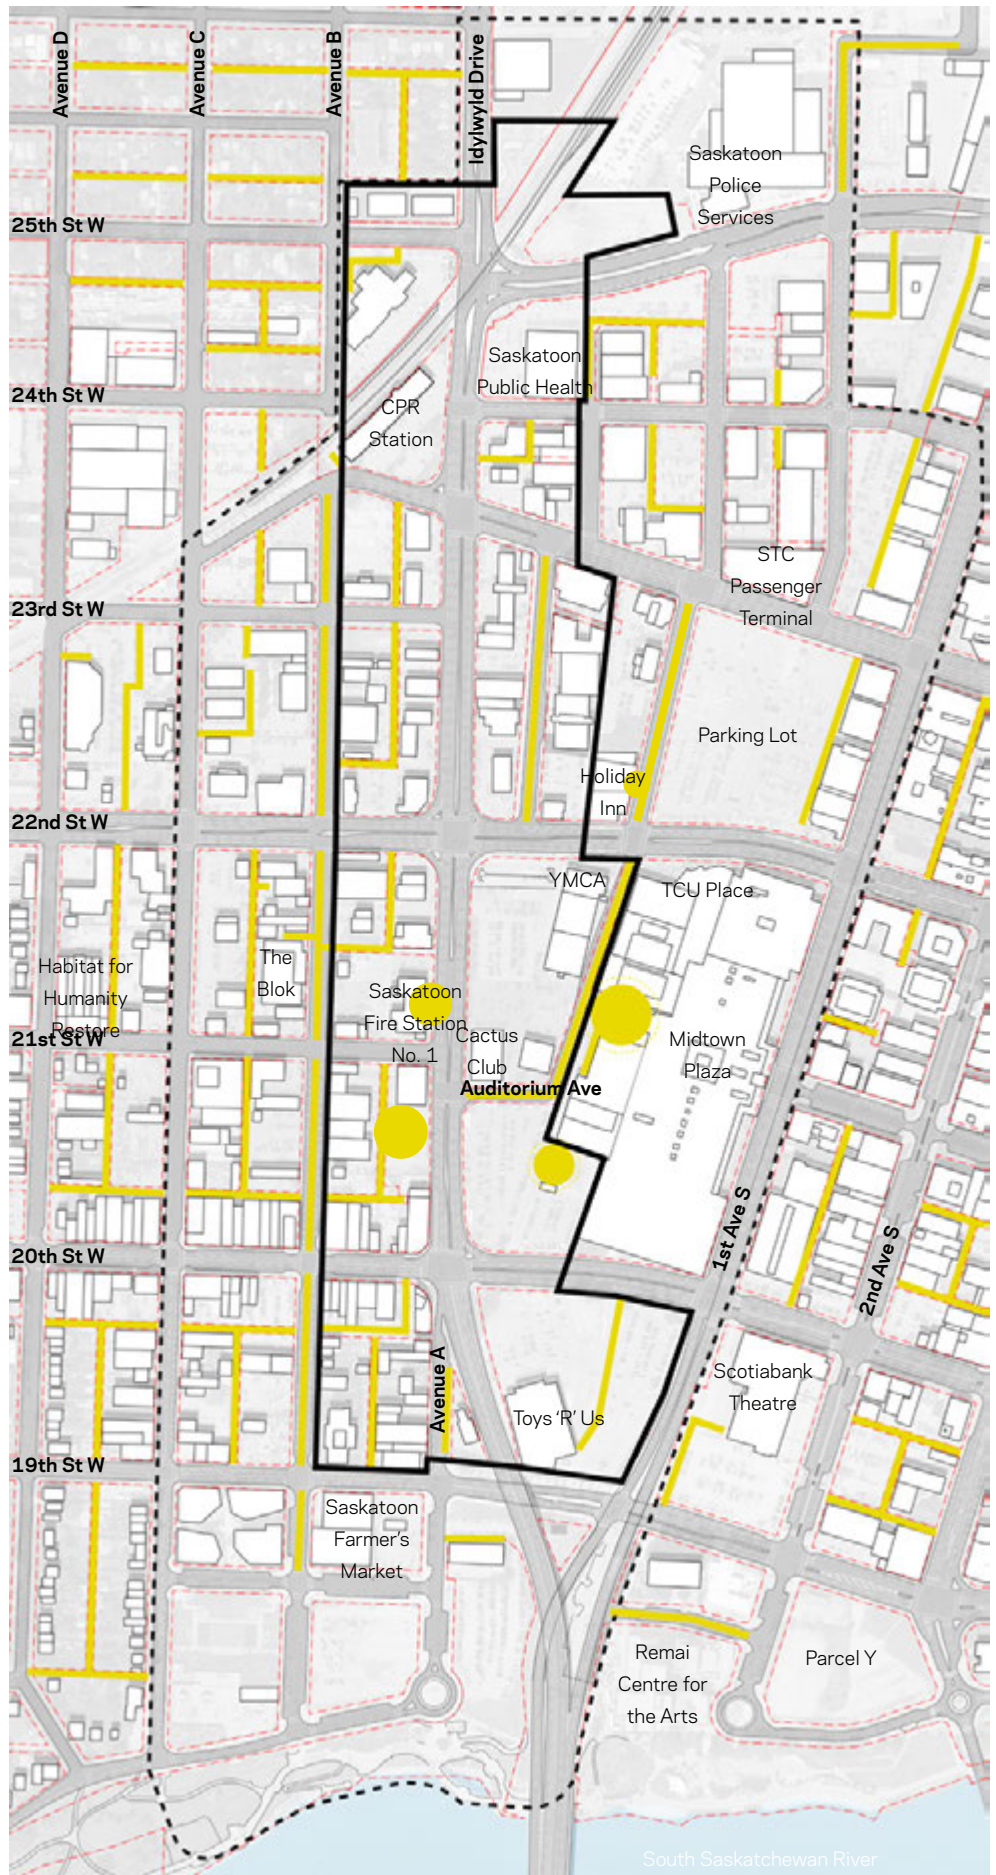 Avenue D
Avenue C
Avenue B
Idylwyld Drive
Saskatoon
Police
Services
25th St W
Saskatoon
Public Health
24th St W
CPR
Station
STC
Passenger
Terminal
23rd St W
Parking Lot
Holiday
Inn
22nd St W
YMCA
TCU Place
The
Blok
Habitat for
Humanity
Restore
Saskatoon
Fire Station
No. 1
Cactus
Club
21st St W
Midtown
Plaza
Auditorium Ave
1st Ave S
2nd Ave S
20th St W
Avenue A
Scotiabank
Theatre
Toys ‘R’ Us
19th St W
Saskatoon
Farmer’s
Market
Remai
Centre for
the Arts
Parcel Y
South Saskatchewan River